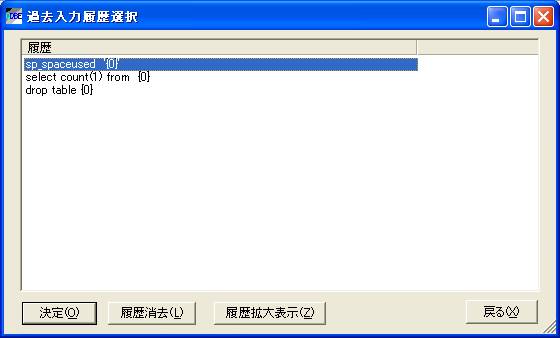 DBE
過去入力履歴選択
履歴
sp_spaceused '{0}'
select count(1) from {0}
drop table {0}
決定(O)
履歴消去(L)
履歴拡大表示(Z)
戻る(X)